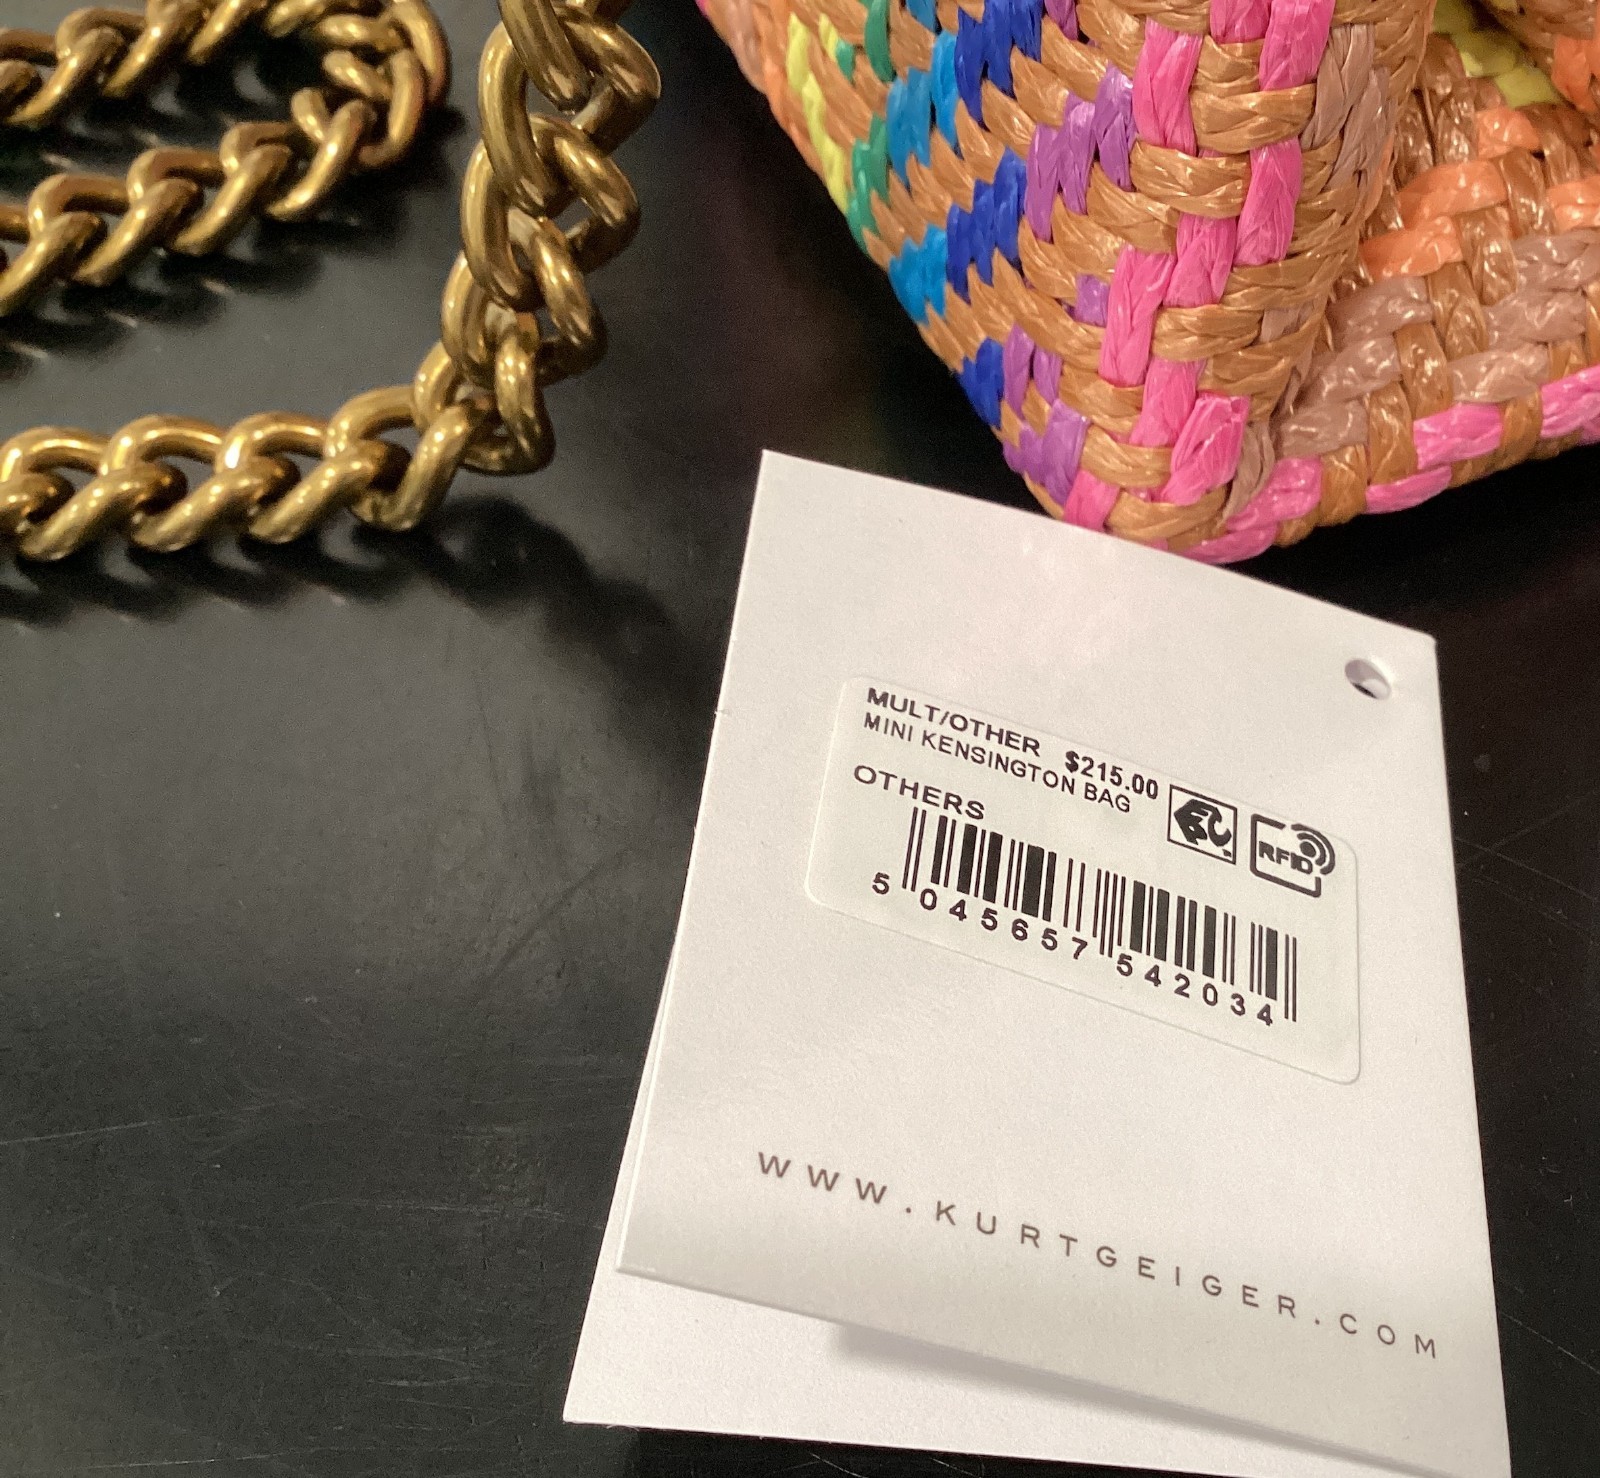 MULT/OTHER $215.00
MINI KENSINGTON BAG
OTHERS
RFID
5 045657 542034
WWW.KURTGEIGER.COM